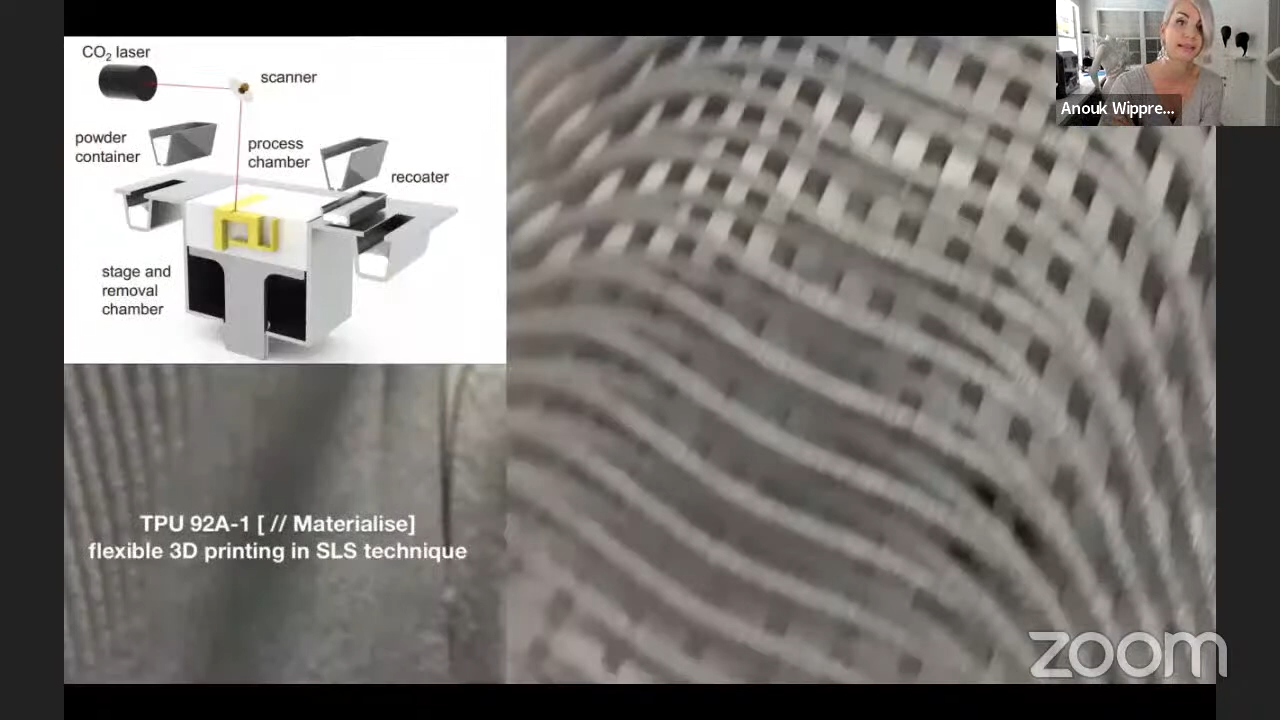 CO2 laser
scanner
powder
container
process
chamber
recoater
stage and
removal
chamber
TPU 92A-1 [ // Materialise]
flexible 3D printing in SLS technique
Anouk Wippre...
zoom